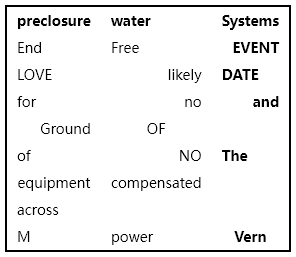 preclosure water Systems
End Free EVENT
LOVE likely DATE
for no and
Ground OF
of NO The
equipment compensated
across
M power Vern